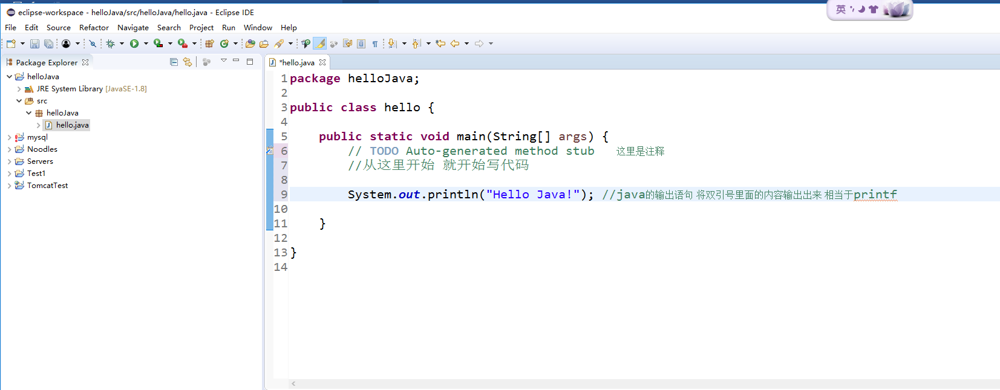 eclipse-workspace - helloJava/src/helloJava/hello.java - Eclipse IDE
英
File Edit Source Refactor Navigate Search Project Run Window Help
Package Explorer
*hello.java
helloJava
JRE System Library [JavaSE-1.8]
src
helloJava
hello.java
mysql
Noodles
Servers
Test1
TomcatTest
1 package helloJava;
2
3 public class hello {
4
5 public static void main(String[] args) {
6 // TODO Auto-generated method stub 这里是注释
7 //从这里开始 就开始写代码
8
9 System.out.println("Hello Java!"); //java的输出语句 将双引号里面的内容输出出来 相当于printf
10
11 }
12
13 }
14